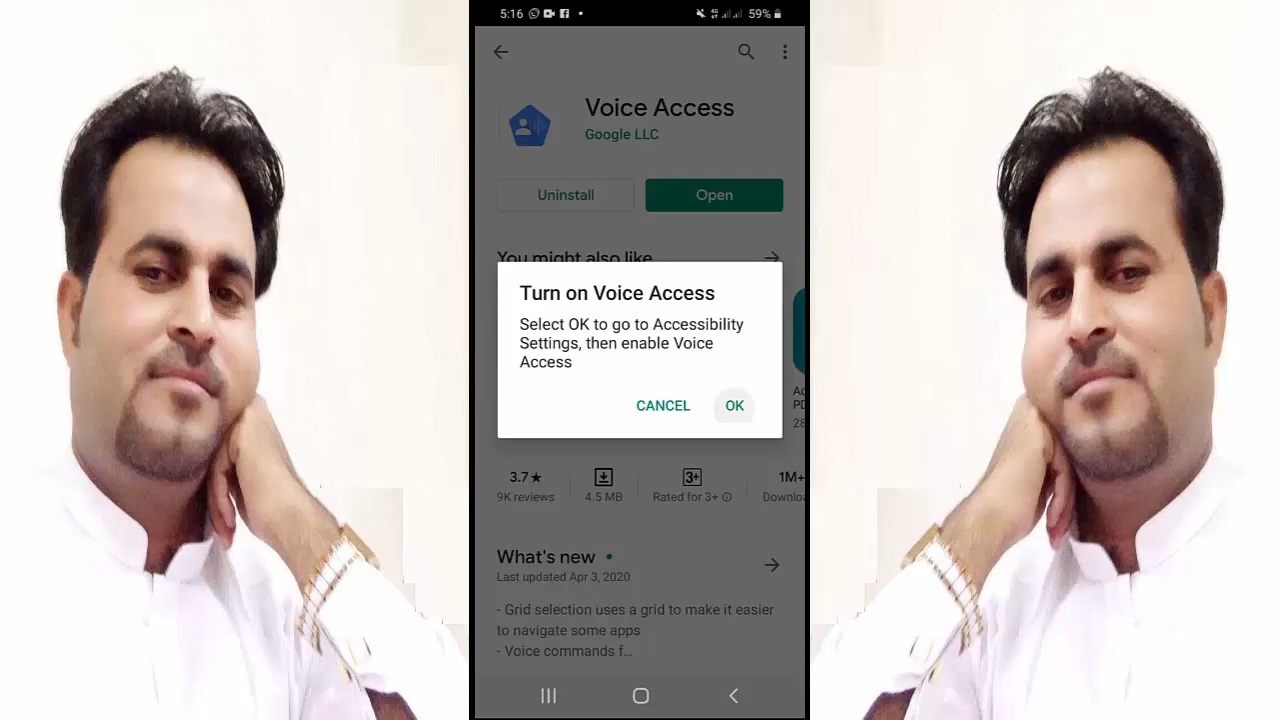 5:16
59%
Voice Access
Google LLC
Uninstall
Open
You might also like
Turn on Voice Access
Select OK to go to Accessibility
Settings, then enable Voice
Access
CANCEL
OK
3.7★
3+
1M+
9K reviews
4.5 MB
Rated for 3+
What's new
Last updated Apr 3, 2020
- Grid selection uses a grid to make it easier
to navigate some apps
- Voice commands f…